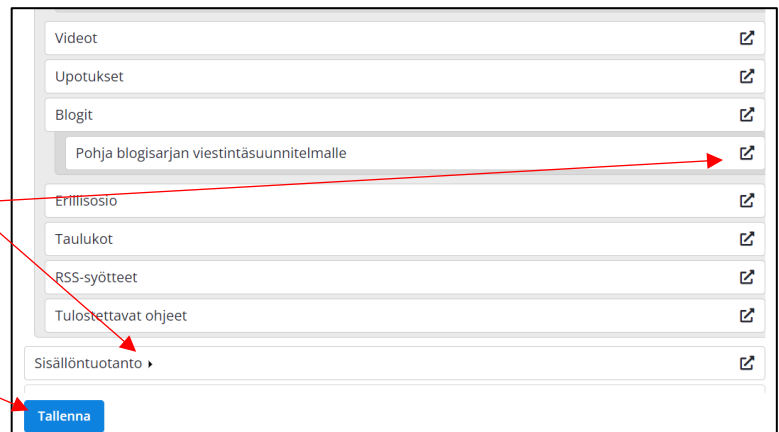 Videot
Upotukset
Blogit
Pohja blogisarjan viestintäsuunnitelmalle
Erillisosio
Taulukot
RSS-syötteet
Tulostettavat ohjeet
Sisällöntuotanto
Tallenna